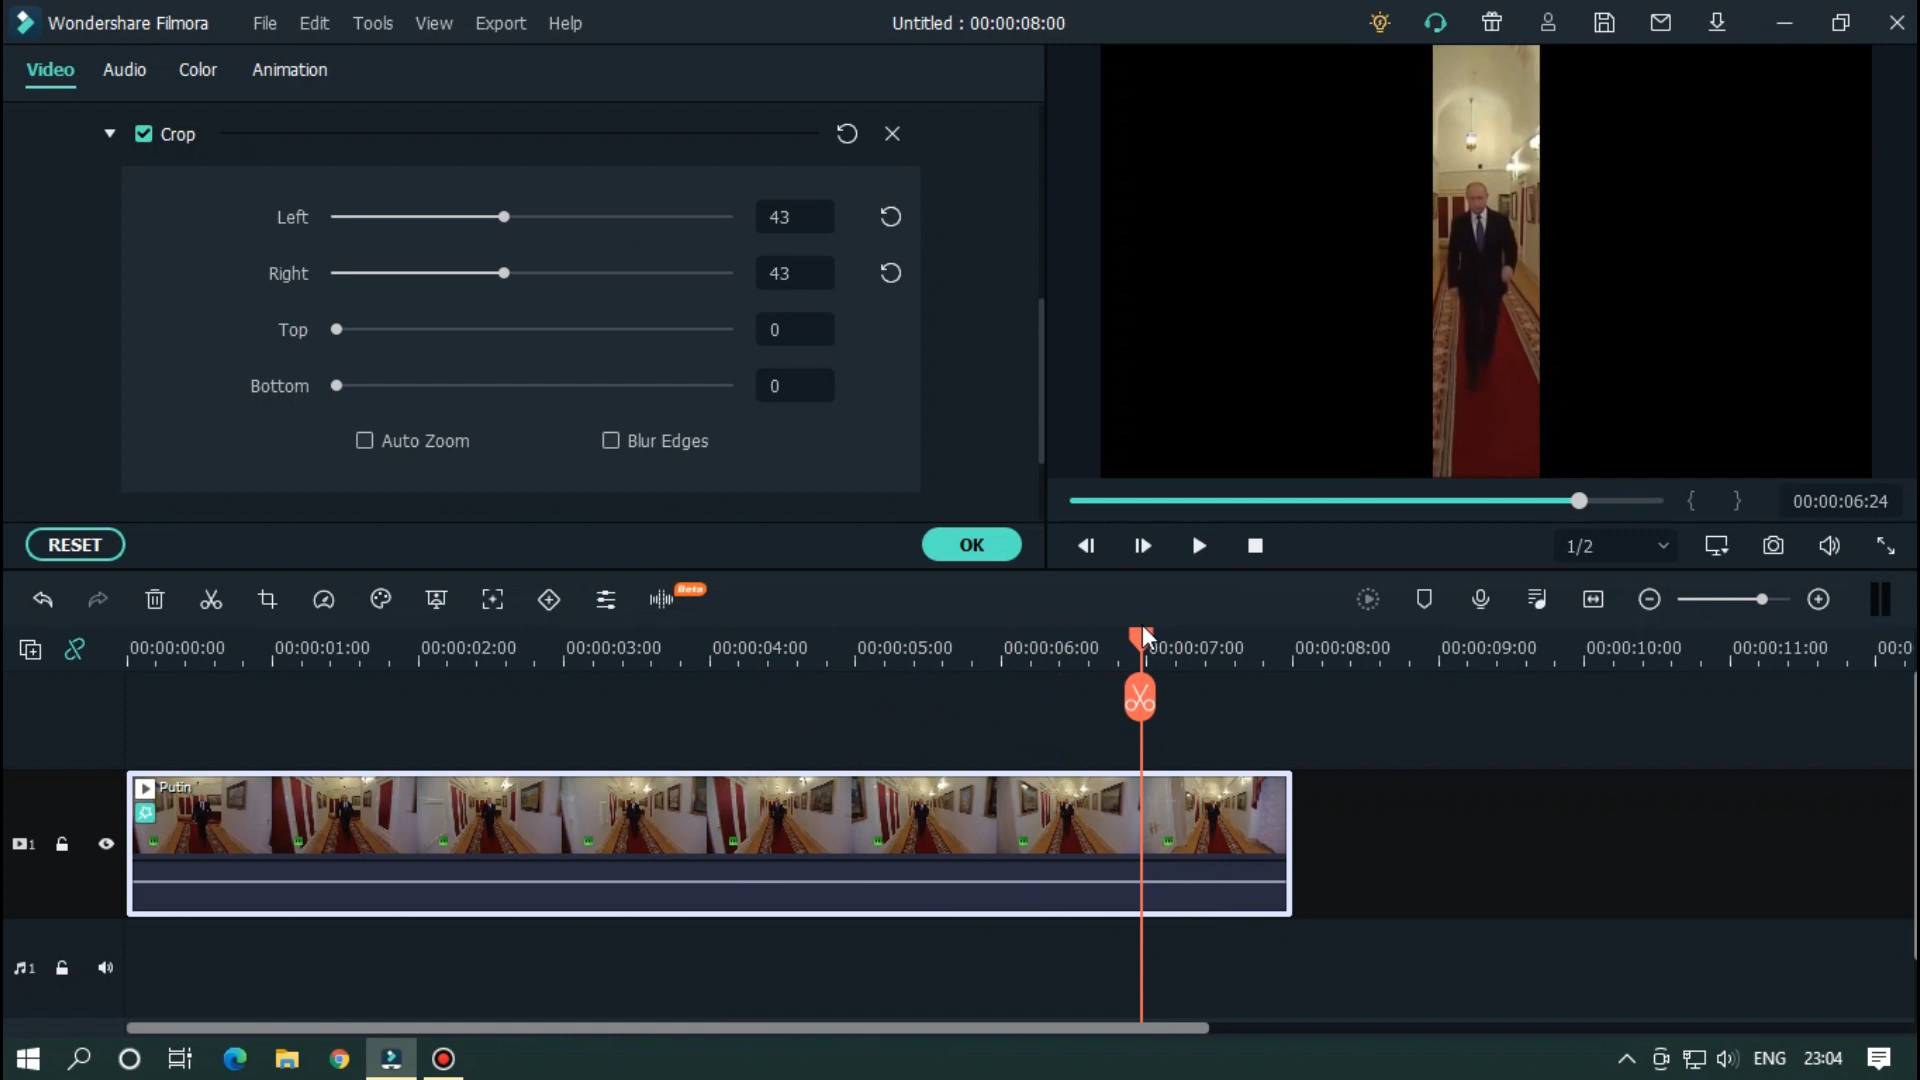 Wondershare Filmora File Edit Tools View Export Help Untitled : 00:00:08:00
Video Audio Color Animation
Crop
Left 43
Right 43
Top 0
Bottom 0
Auto Zoom Blur Edges
00:00:06:24
RESET OK
1/2
Beta
00:00:00:00 00:00:01:00 00:00:02:00 00:00:03:00 00:00:04:00 00:00:05:00 00:00:06:00 00:00:07:00 00:00:08:00 00:00:09:00 00:00:10:00 00:00:11:00 00:0
Putin
1
1
ENG 23:04